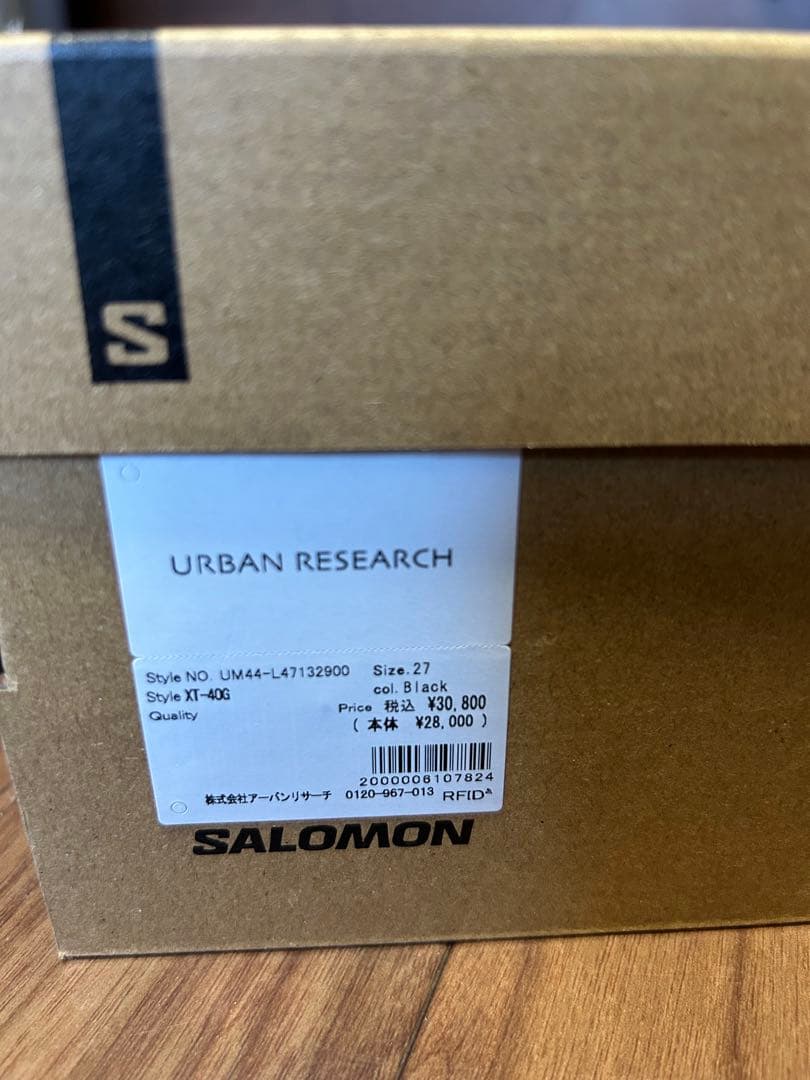 S
URBAN RESEARCH
Style NO. UM44-L47132900 Size.27
Style XT-40G col.Black
Quality Price 税込 ¥30,800
( 本体 ¥28,000 )
2000006107824
株式会社アーバンリサーチ 0120-967-013 RFID
SALOMON